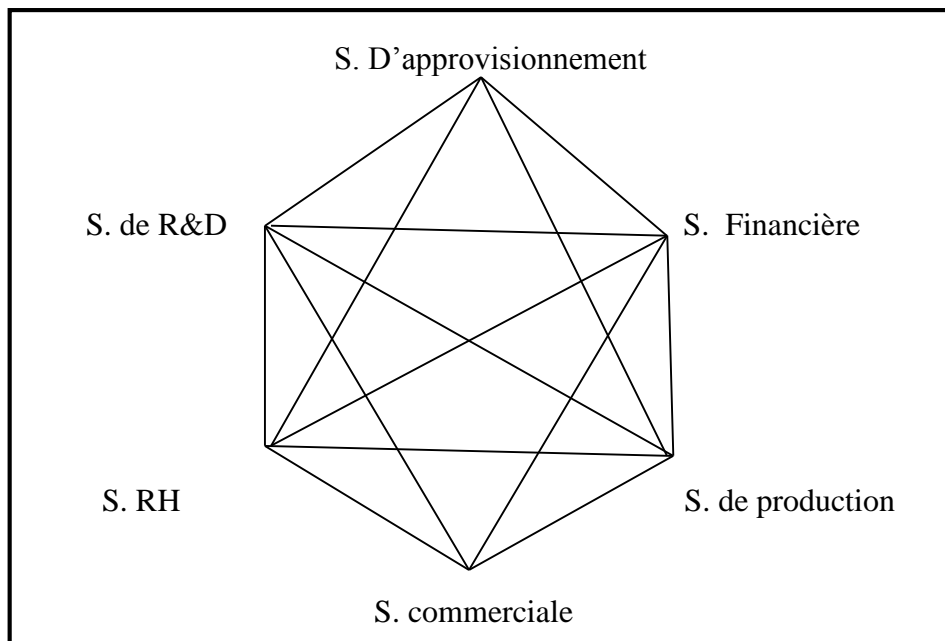 S. D’approvisionnement
S. de R&D
S. Financière
S. RH
S. de production
S. commerciale